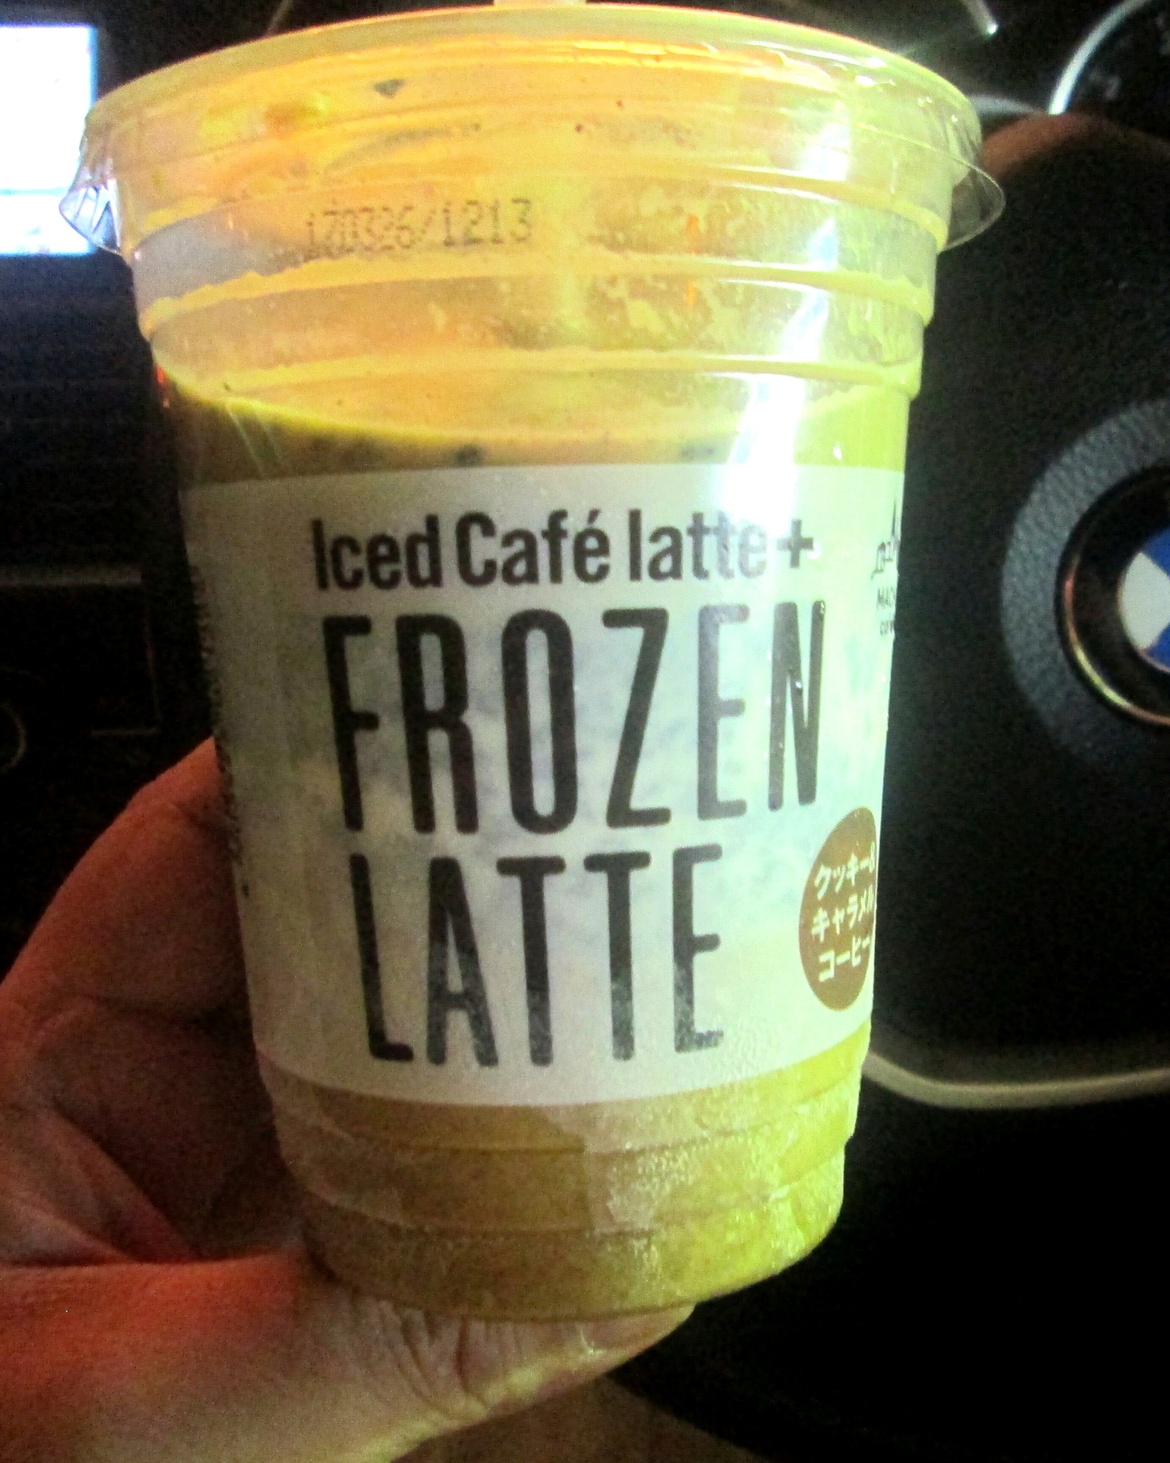 170326/1213
Iced Café latte +
FROZEN
LATTE
クッキー&
キャラメル
コーヒー